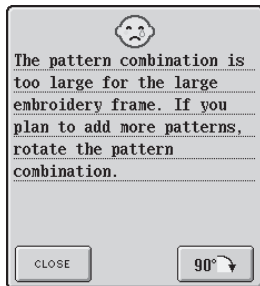 The pattern combination is
too large for the large
embroidery frame. If you
plan to add more patterns,
rotate the pattern
combination.
CLOSE
90°